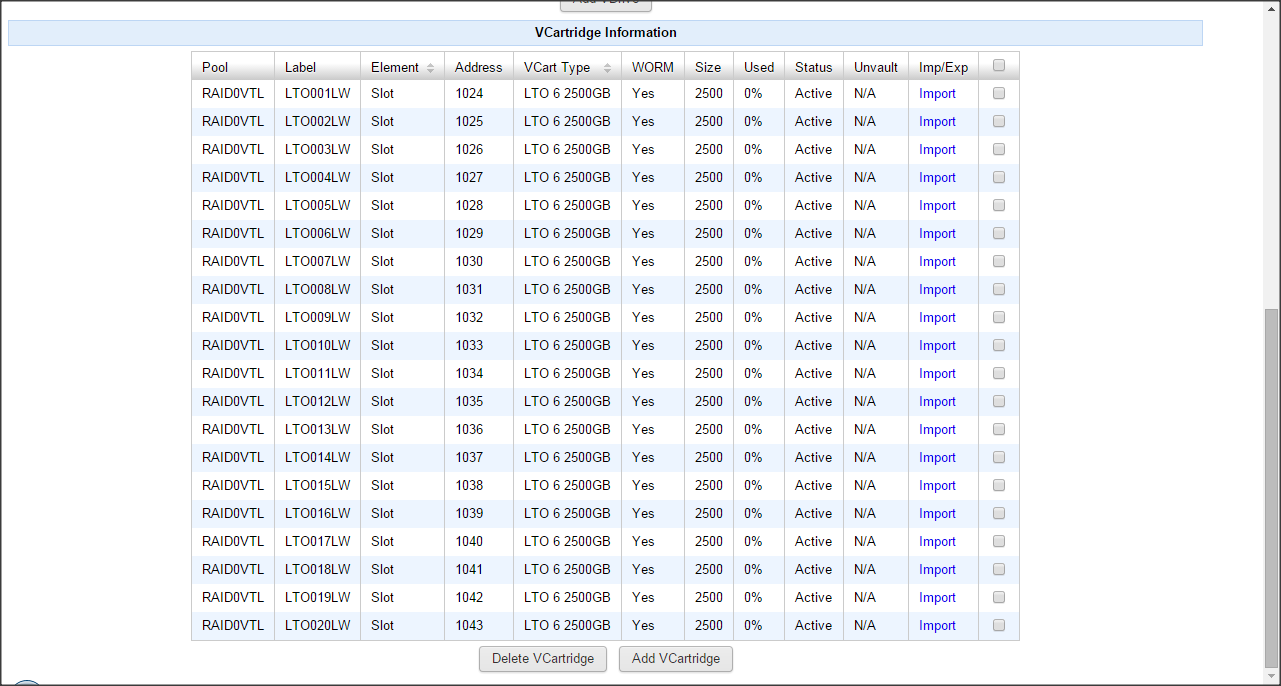 Add VDrive
VCartridge Information
Pool Label Element Address VCart Type WORM Size Used Status Unvault Imp/Exp
RAID0VTL LTO001LW Slot 1024 LTO 6 2500GB Yes 2500 0% Active N/A Import
RAID0VTL LTO002LW Slot 1025 LTO 6 2500GB Yes 2500 0% Active N/A Import
RAID0VTL LTO003LW Slot 1026 LTO 6 2500GB Yes 2500 0% Active N/A Import
RAID0VTL LTO004LW Slot 1027 LTO 6 2500GB Yes 2500 0% Active N/A Import
RAID0VTL LTO005LW Slot 1028 LTO 6 2500GB Yes 2500 0% Active N/A Import
RAID0VTL LTO006LW Slot 1029 LTO 6 2500GB Yes 2500 0% Active N/A Import
RAID0VTL LTO007LW Slot 1030 LTO 6 2500GB Yes 2500 0% Active N/A Import
RAID0VTL LTO008LW Slot 1031 LTO 6 2500GB Yes 2500 0% Active N/A Import
RAID0VTL LTO009LW Slot 1032 LTO 6 2500GB Yes 2500 0% Active N/A Import
RAID0VTL LTO010LW Slot 1033 LTO 6 2500GB Yes 2500 0% Active N/A Import
RAID0VTL LTO011LW Slot 1034 LTO 6 2500GB Yes 2500 0% Active N/A Import
RAID0VTL LTO012LW Slot 1035 LTO 6 2500GB Yes 2500 0% Active N/A Import
RAID0VTL LTO013LW Slot 1036 LTO 6 2500GB Yes 2500 0% Active N/A Import
RAID0VTL LTO014LW Slot 1037 LTO 6 2500GB Yes 2500 0% Active N/A Import
RAID0VTL LTO015LW Slot 1038 LTO 6 2500GB Yes 2500 0% Active N/A Import
RAID0VTL LTO016LW Slot 1039 LTO 6 2500GB Yes 2500 0% Active N/A Import
RAID0VTL LTO017LW Slot 1040 LTO 6 2500GB Yes 2500 0% Active N/A Import
RAID0VTL LTO018LW Slot 1041 LTO 6 2500GB Yes 2500 0% Active N/A Import
RAID0VTL LTO019LW Slot 1042 LTO 6 2500GB Yes 2500 0% Active N/A Import
RAID0VTL LTO020LW Slot 1043 LTO 6 2500GB Yes 2500 0% Active N/A Import
Delete VCartridge Add VCartridge